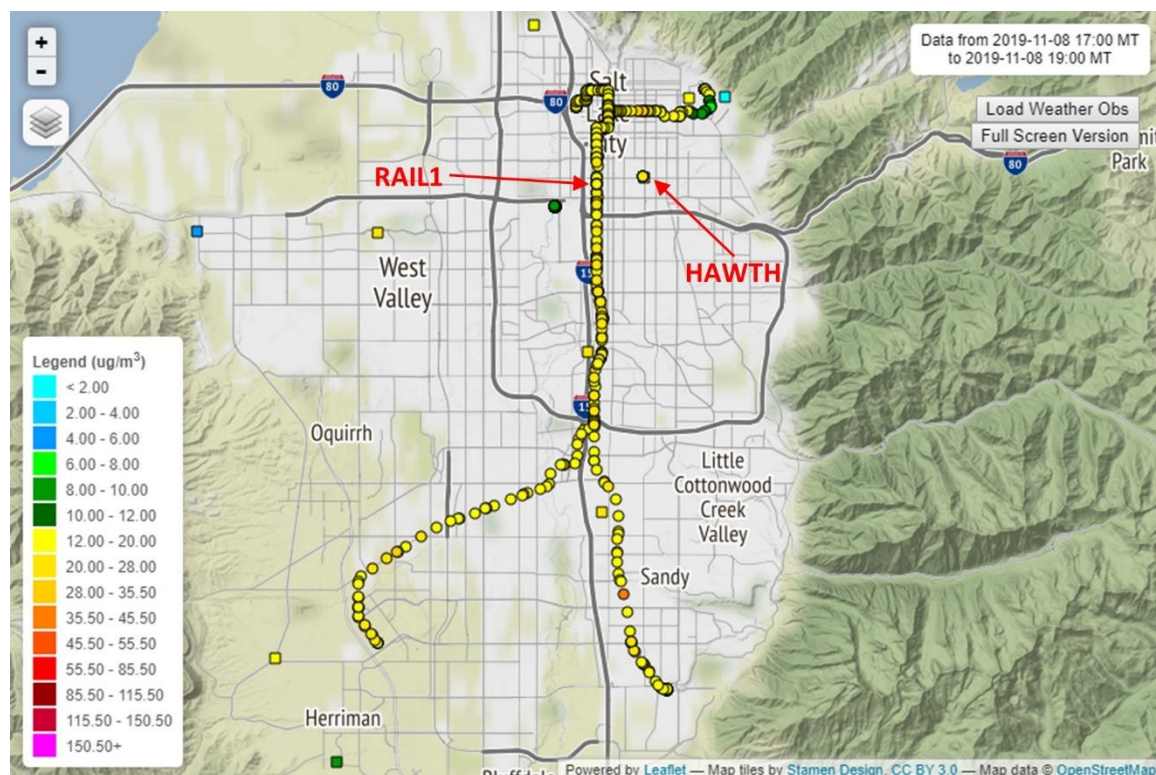 +
-
Data from 2019-11-08 17:00 MT
to 2019-11-08 19:00 MT
Load Weather Obs
Full Screen Version
80
80
Salt
Lake
City
80
Park
RAIL1
HAWTH
West
Valley
15
15
Legend (ug/m³)
< 2.00
2.00 - 4.00
4.00 - 6.00
6.00 - 8.00
8.00 - 10.00
10.00 - 12.00
12.00 - 20.00
20.00 - 28.00
28.00 - 35.50
35.50 - 45.50
45.50 - 55.50
55.50 - 85.50
85.50 - 115.50
115.50 - 150.50
150.50+
Oquirrh
Little
Cottonwood
Creek
Valley
Sandy
Herriman
Powered by Leaflet — Map tiles by Stamen Design, CC BY 3.0 — Map data © OpenStreetMap